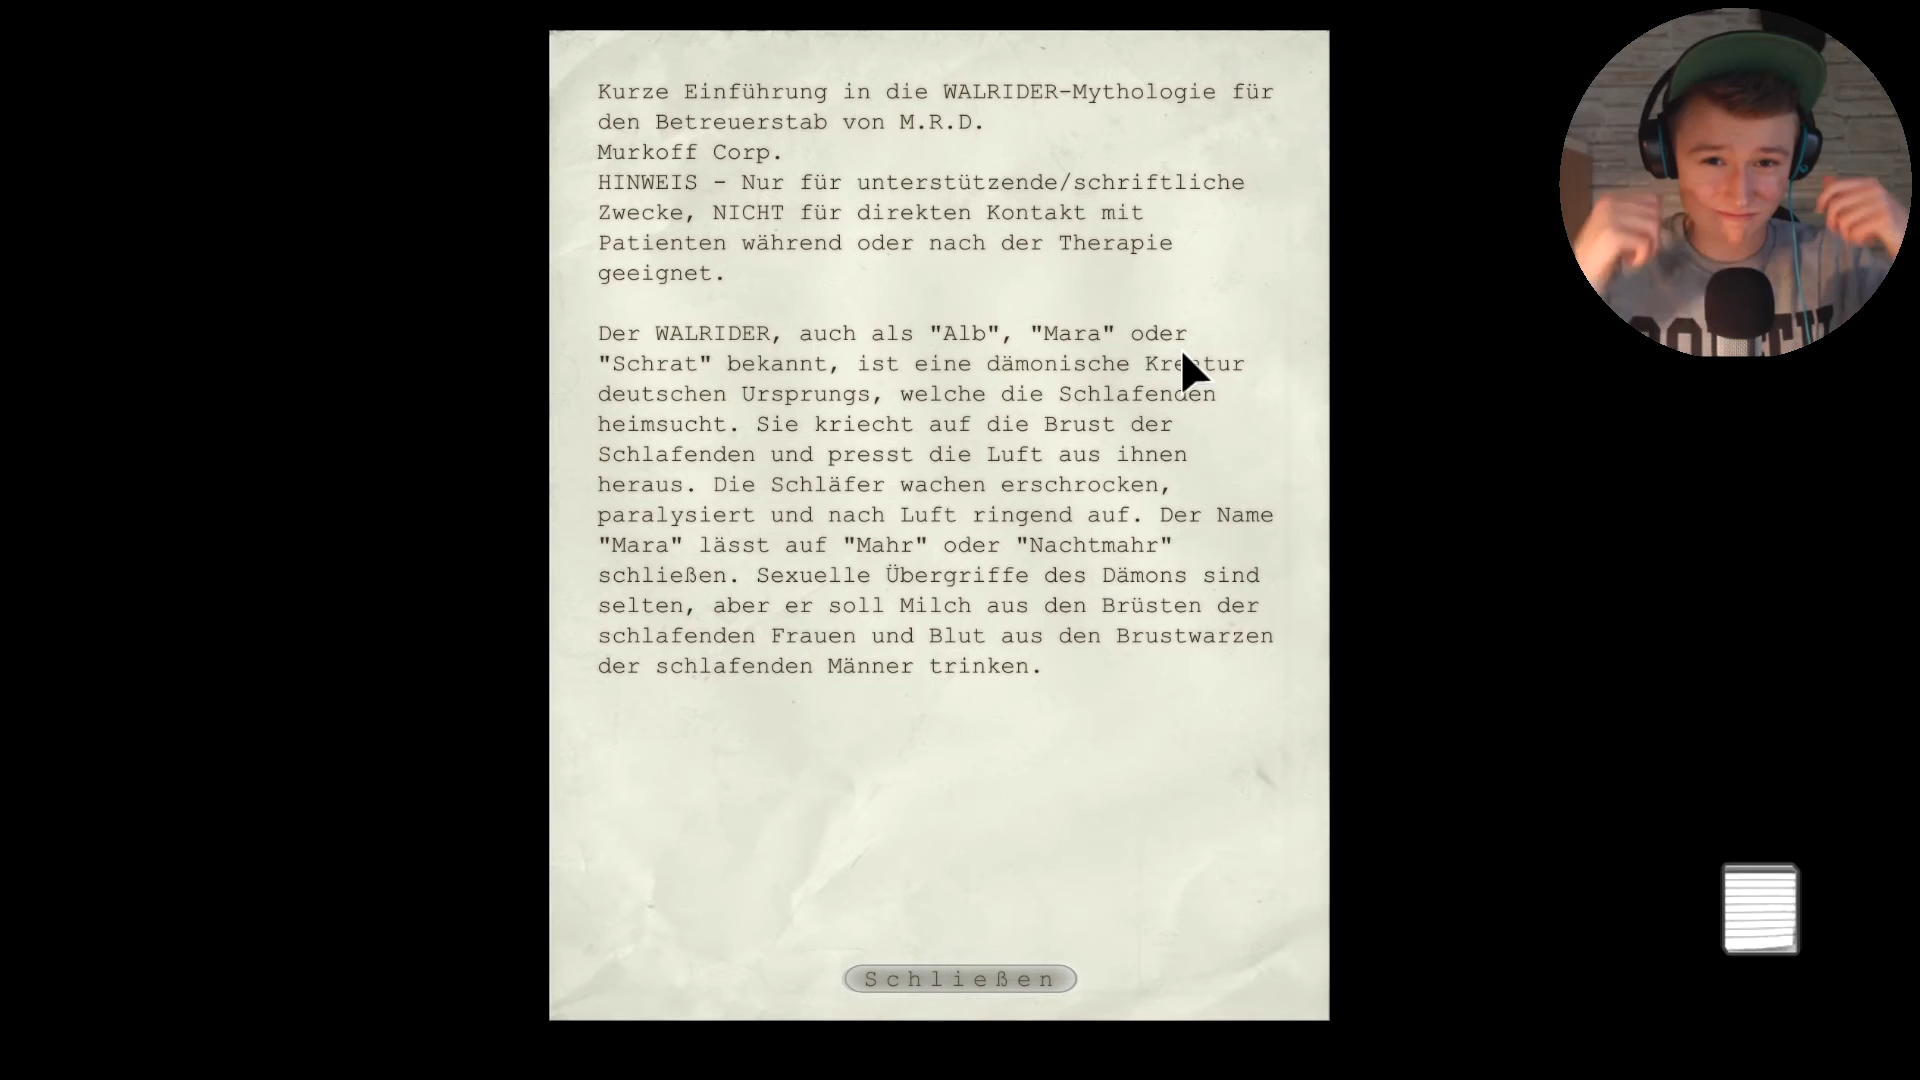 Kurze Einführung in die WALRIDER-Mythologie für
den Betreuerstab von M.R.D.
Murkoff Corp.
HINWEIS - Nur für unterstützende/schriftliche
Zwecke, NICHT für direkten Kontakt mit
Patienten während oder nach der Therapie
geeignet.
Der WALRIDER, auch als "Alb", "Mara" oder
"Schrat" bekannt, ist eine dämonische Kreatur
deutschen Ursprungs, welche die Schlafenden
heimsucht. Sie kriecht auf die Brust der
Schlafenden und presst die Luft aus ihnen
heraus. Die Schläfer wachen erschrocken,
paralysiert und nach Luft ringend auf. Der Name
"Mara" lässt auf "Mahr" oder "Nachtmahr"
schließen. Sexuelle Übergriffe des Dämons sind
selten, aber er soll Milch aus den Brüsten der
schlafenden Frauen und Blut aus den Brustwarzen
der schlafenden Männer trinken.
Schließen